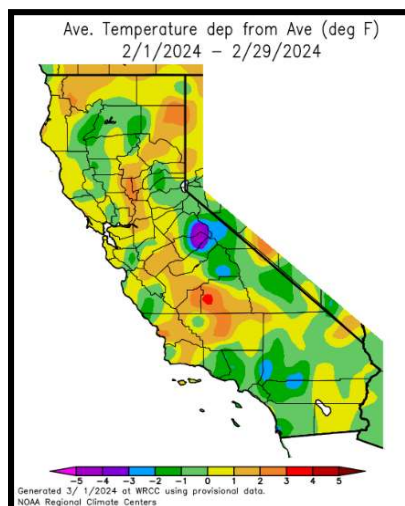 Ave. Temperature dep from Ave (deg F)
2/1/2024 – 2/29/2024
-5 -4 -3 -2 -1 0 1 2 3 4 5
Generated 3/ 1/2024 at WRCC using provisional data.
NOAA Regional Climate Centers